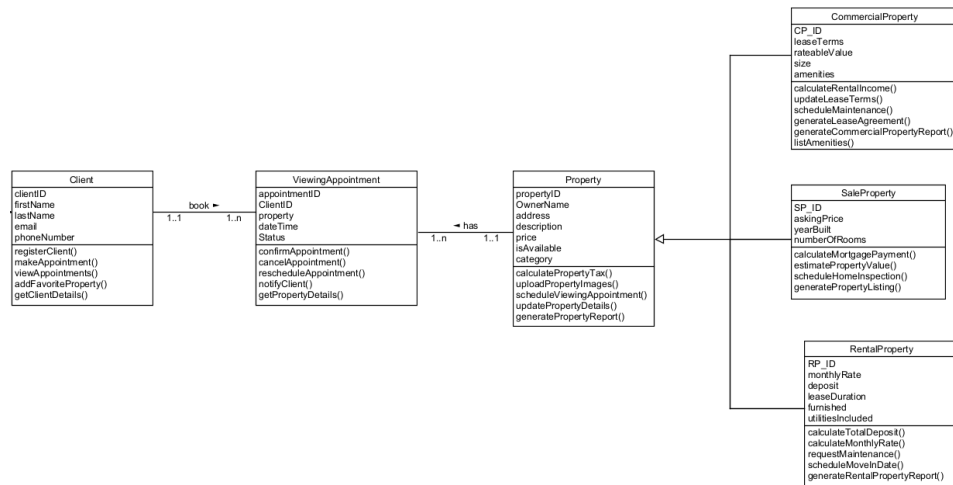 CommercialProperty
CP_ID
leaseTerms
rateableValue
size
amenities
calculateRentalIncome()
updateLeaseTerms()
scheduleMaintenance()
generateLeaseAgreement()
generateCommercialPropertyReport()
listAmenities()
Client
clientID
firstName
lastName
email
phoneNumber
registerClient()
makeAppointment()
viewAppointments()
addFavoriteProperty()
getClientDetails()
book ►
1..1
1..n
ViewingAppointment
appointmentID
ClientID
property
dateTime
Status
confirmAppointment()
cancelAppointment()
rescheduleAppointment()
notifyClient()
getPropertyDetails()
◄ has
1..n
1..1
Property
propertyID
OwnerName
address
description
price
isAvailable
category
calculatePropertyTax()
uploadPropertyImages()
scheduleViewingAppointment()
updatePropertyDetails()
generatePropertyReport()
SaleProperty
SP_ID
askingPrice
yearBuilt
numberOfRooms
calculateMortgagePayment()
estimatePropertyValue()
scheduleHomeInspection()
generatePropertyListing()
RentalProperty
RP_ID
monthlyRate
deposit
leaseDuration
furnished
utilitiesIncluded
calculateTotalDeposit()
calculateMonthlyRate()
requestMaintenance()
scheduleMoveInDate()
generateRentalPropertyReport()